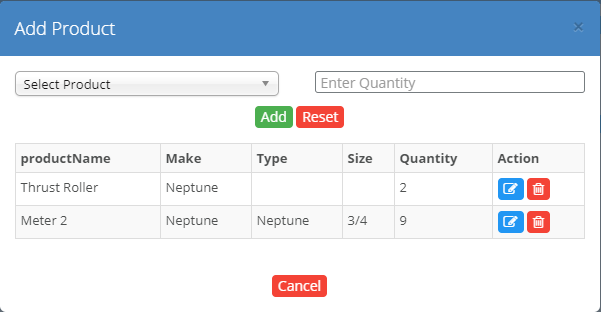 Add Product
×
Select Product
Enter Quantity
Add Reset
productName Make Type Size Quantity Action
Thrust Roller Neptune 2
Meter 2 Neptune Neptune 3/4 9
Cancel